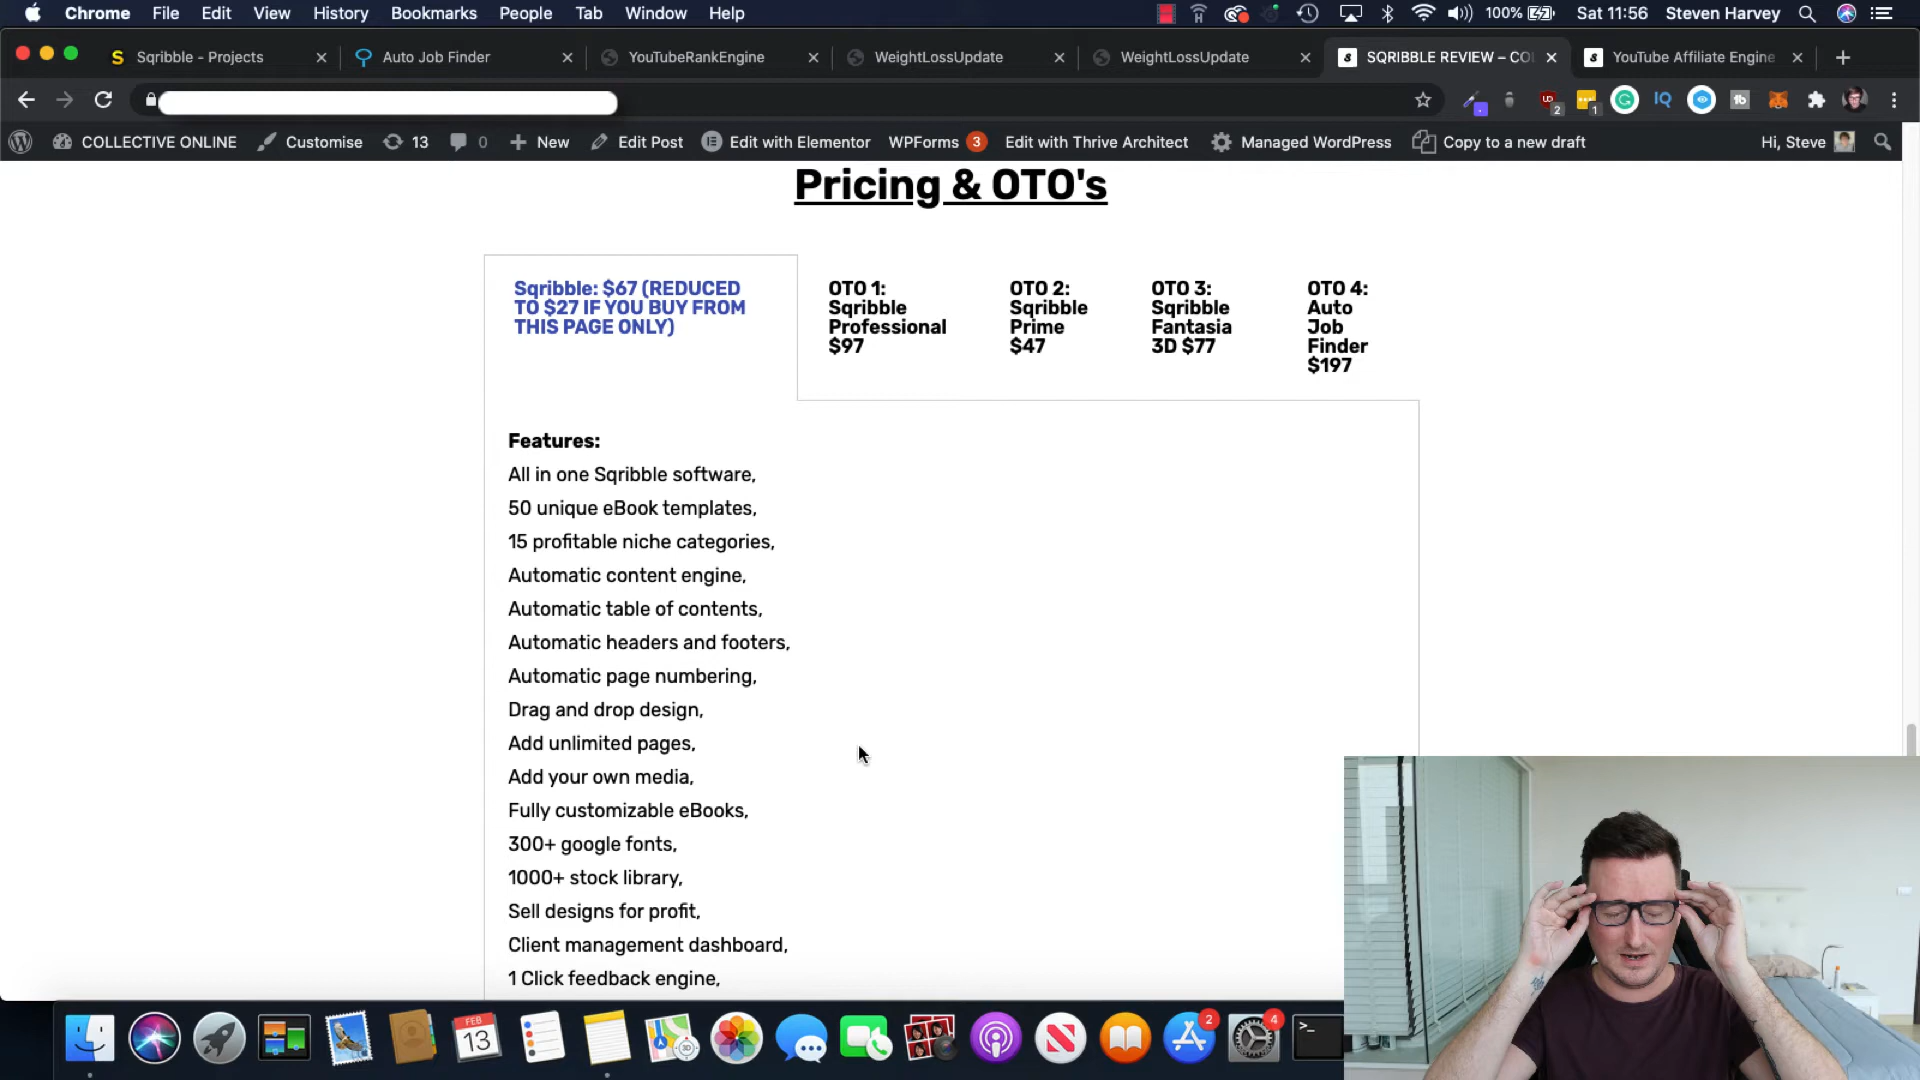 Chrome File Edit View History Bookmarks People Tab Window Help 100% Sat 11:56 Steven Harvey
Sqribble - Projects Auto Job Finder YouTubeRankEngine WeightLossUpdate WeightLossUpdate SQRIBBLE REVIEW – CO YouTube Affiliate Engine
COLLECTIVE ONLINE Customise 13 0 New Edit Post Edit with Elementor WPForms 3 Edit with Thrive Architect Managed WordPress Copy to a new draft Hi, Steve
Pricing & OTO's
Sqribble: $67 (REDUCED
TO $27 IF YOU BUY FROM
THIS PAGE ONLY)
OTO 1:
Sqribble
Professional
$97
OTO 2:
Sqribble
Prime
$47
OTO 3:
Sqribble
Fantasia
3D $77
OTO 4:
Auto
Job
Finder
$197
Features:
All in one Sqribble software,
50 unique eBook templates,
15 profitable niche categories,
Automatic content engine,
Automatic table of contents,
Automatic headers and footers,
Automatic page numbering,
Drag and drop design,
Add unlimited pages,
Add your own media,
Fully customizable eBooks,
300+ google fonts,
1000+ stock library,
Sell designs for profit,
Client management dashboard,
1 Click feedback engine,
FEB
13
2
4